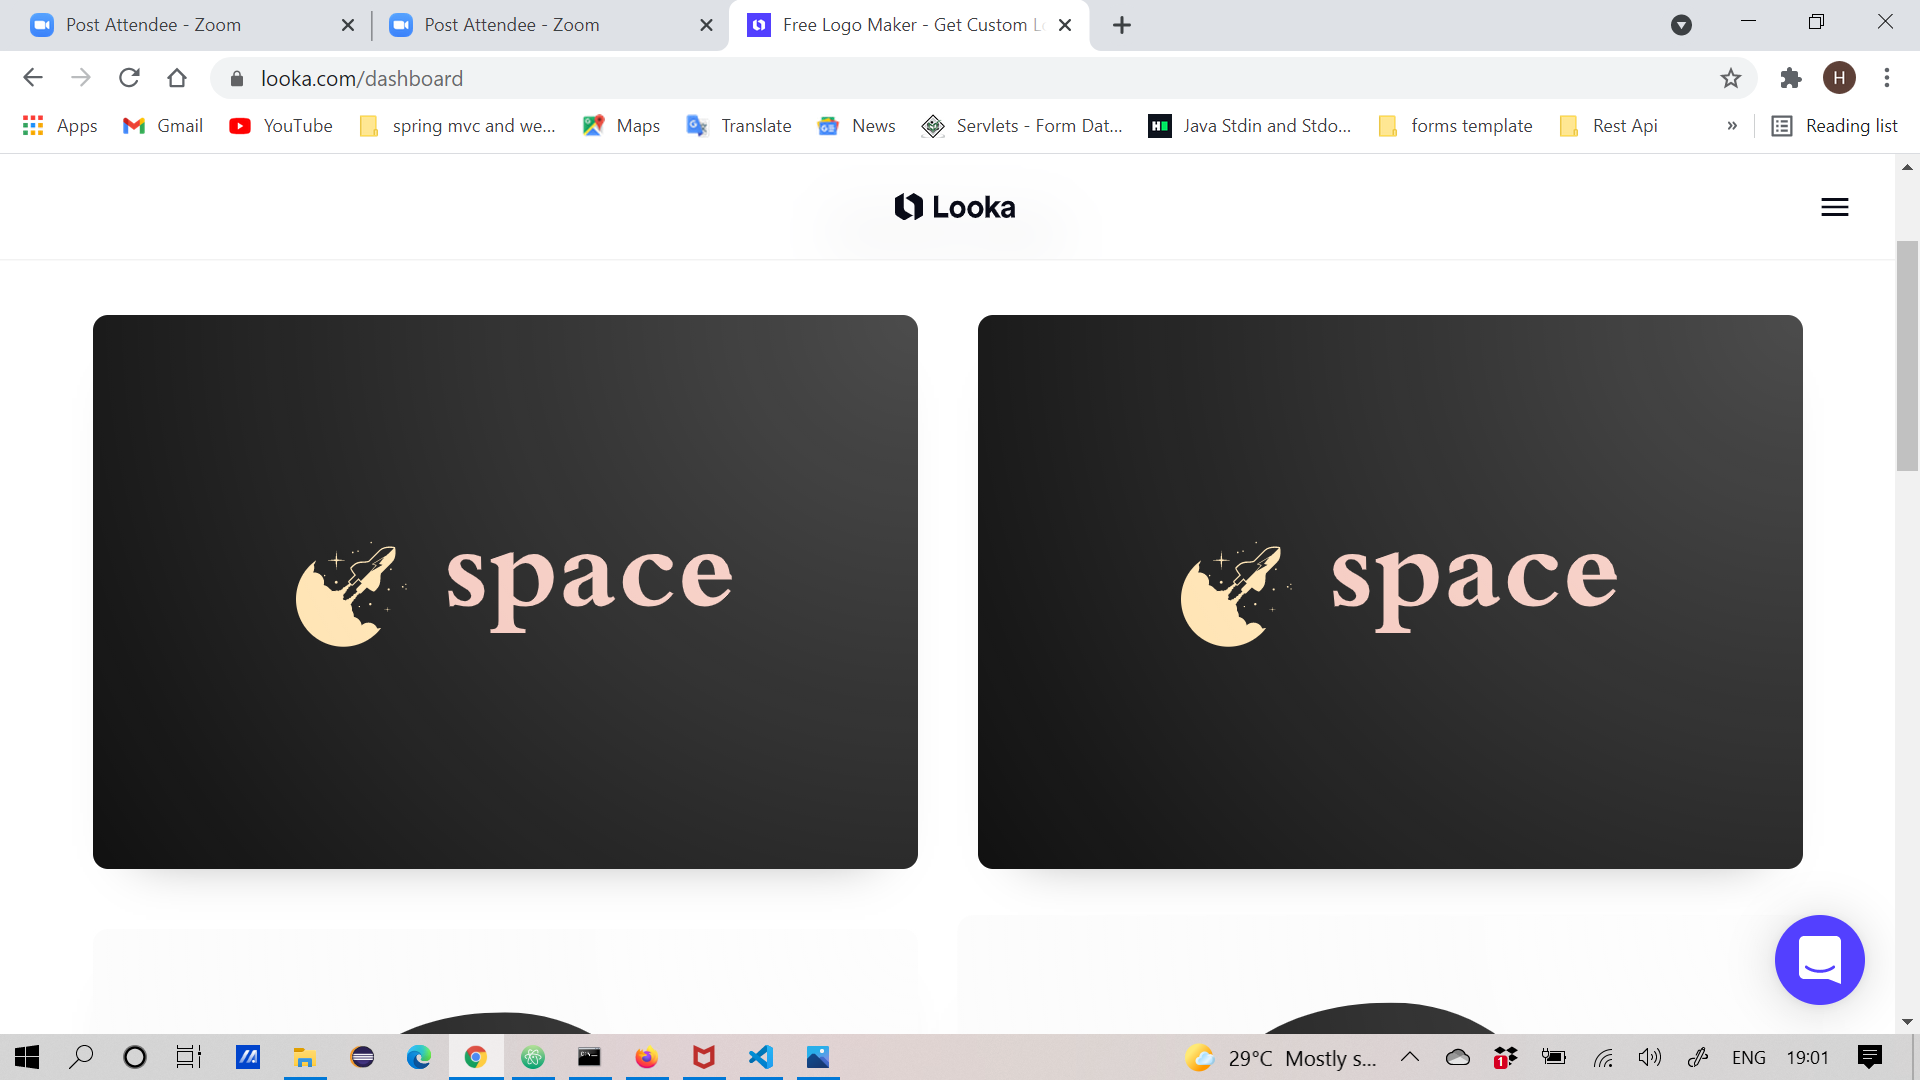 Post Attendee - Zoom
Post Attendee - Zoom
Free Logo Maker - Get Custom Lo
looka.com/dashboard
H
Apps
Gmail
YouTube
spring mvc and we...
Maps
Translate
News
Servlets - Form Dat...
Java Stdin and Stdo...
forms template
Rest Api
»
Reading list
Looka
space
space
29°C Mostly s...
1
ENG
19:01